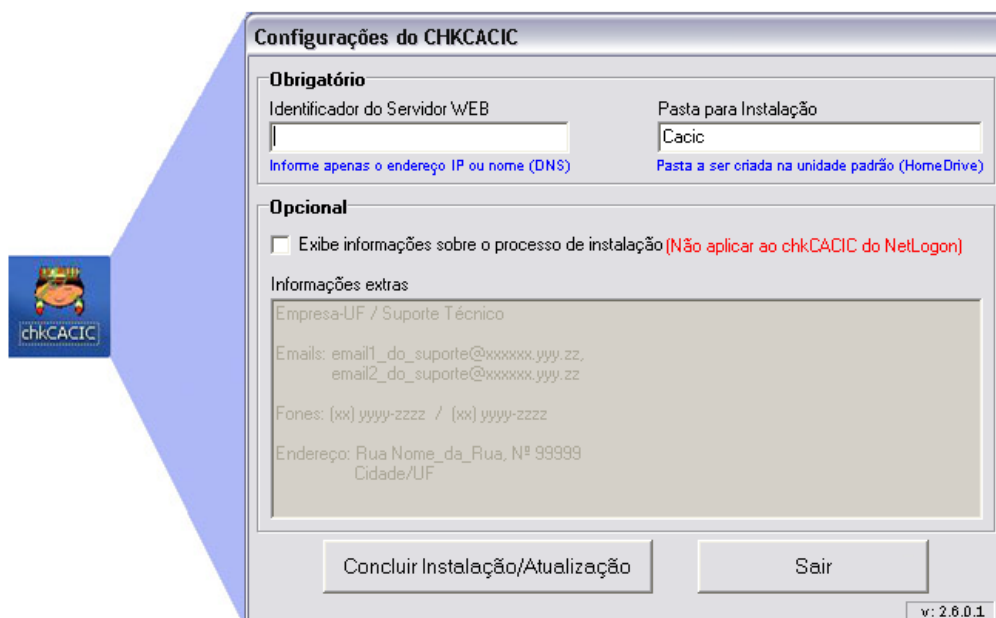 Configurações do CHKCACIC
Obrigatório
Identificador do Servidor WEB
Pasta para Instalação
Cacic
Informe apenas o endereço IP ou nome (DNS)
Pasta a ser criada na unidade padrão (HomeDrive)
Opcional
Exibe informações sobre o processo de instalação (Não aplicar ao chkCACIC do NetLogon)
Informações extras
Empresa-UF / Suporte Técnico
Emails: email1_do_suporte@xxxxxx.yyy.zz,
email2_do_suporte@xxxxxx.yyy.zz
Fones: (xx) yyyy-zzzz / (xx) yyyy-zzzz
Endereço: Rua Nome_da_Rua, Nº 99999
Cidade/UF
chkCACIC
Concluir Instalação/Atualização
Sair
v: 2.6.0.1